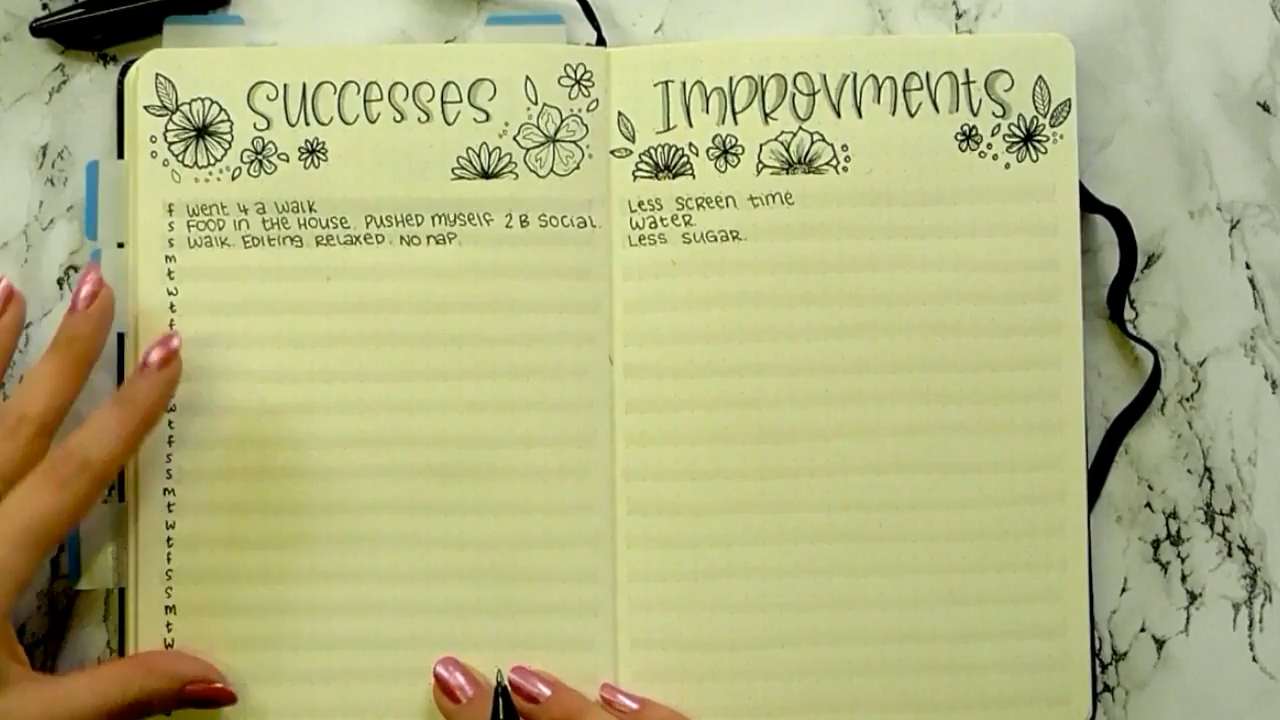 SUCCESSES
f went 4 a walk
s FOOD in the HOUSE. PUSHED myself 2 B SOCIAL.
s walk. Editing. Relaxed. No nap.
m
t
w
t
f
w
t
f
s
s
m
t
w
t
f
s
s
m
t
w
IMPROVMENTS
Less SCREEN time
water.
Less SUGAR.